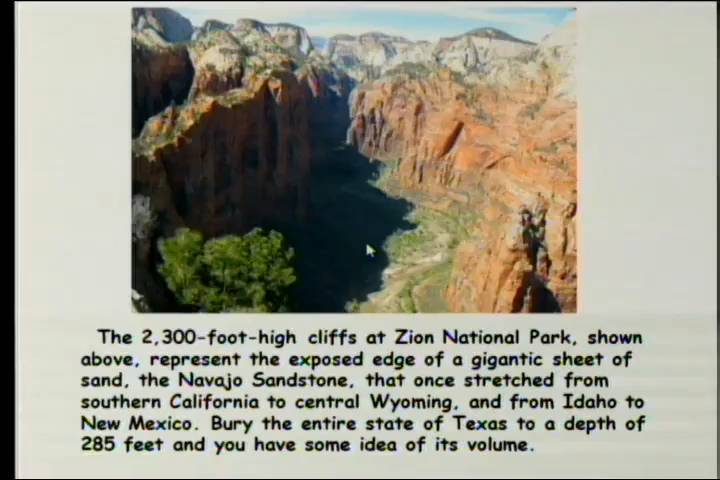 The 2,300-foot-high cliffs at Zion National Park, shown
above, represent the exposed edge of a gigantic sheet of
sand, the Navajo Sandstone, that once stretched from
southern California to central Wyoming, and from Idaho to
New Mexico. Bury the entire state of Texas to a depth of
285 feet and you have some idea of its volume.